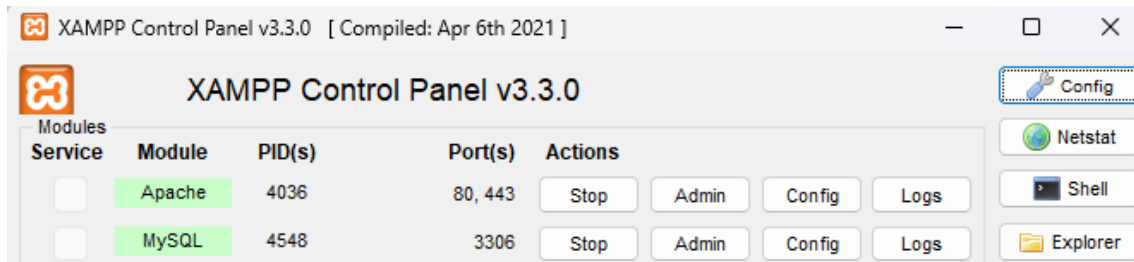 XAMPP Control Panel v3.3.0 [ Compiled: Apr 6th 2021 ]
XAMPP Control Panel v3.3.0
Config
Modules
Netstat
Service Module PID(s) Port(s) Actions
Apache 4036 80, 443 Stop Admin Config Logs
Shell
MySQL 4548 3306 Stop Admin Config Logs
Explorer